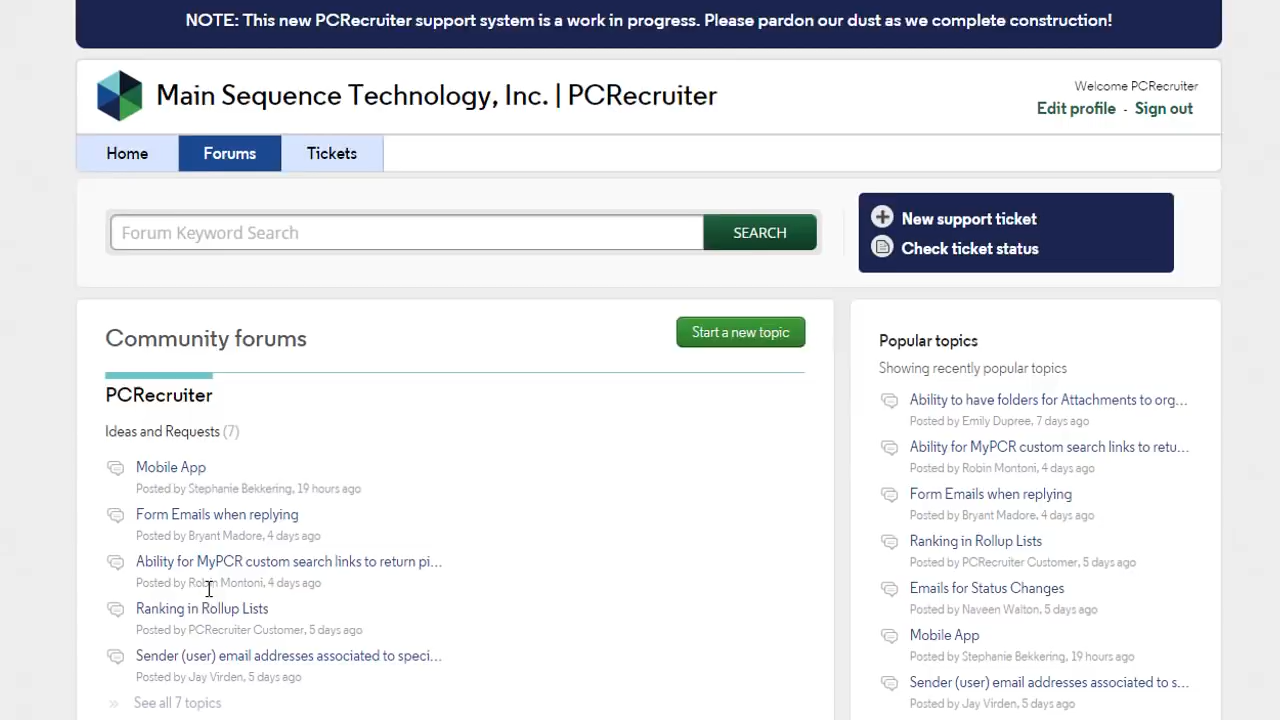 NOTE: This new PCRecruiter support system is a work in progress. Please pardon our dust as we complete construction!
Main Sequence Technology, Inc. | PCRecruiter
Welcome PCRecruiter
Edit profile - Sign out
Home
Forums
Tickets
Forum Keyword Search
SEARCH
New support ticket
Check ticket status
Community forums
Start a new topic
PCRecruiter
Ideas and Requests (7)
Mobile App
Posted by Stephanie Bekkering, 19 hours ago
Form Emails when replying
Posted by Bryant Madore, 4 days ago
Ability for MyPCR custom search links to return pi...
Posted by Robin Montoni, 4 days ago
Ranking in Rollup Lists
Posted by PCRecruiter Customer, 5 days ago
Sender (user) email addresses associated to speci...
Posted by Jay Virden, 5 days ago
» See all 7 topics
Popular topics
Showing recently popular topics
Ability to have folders for Attachments to org...
Posted by Emily Dupree, 7 days ago
Ability for MyPCR custom search links to retu...
Posted by Robin Montoni, 4 days ago
Form Emails when replying
Posted by Bryant Madore, 4 days ago
Ranking in Rollup Lists
Posted by PCRecruiter Customer, 5 days ago
Emails for Status Changes
Posted by Naveen Walton, 5 days ago
Mobile App
Posted by Stephanie Bekkering, 19 hours ago
Sender (user) email addresses associated to s...
Posted by Jay Virden, 5 days ago